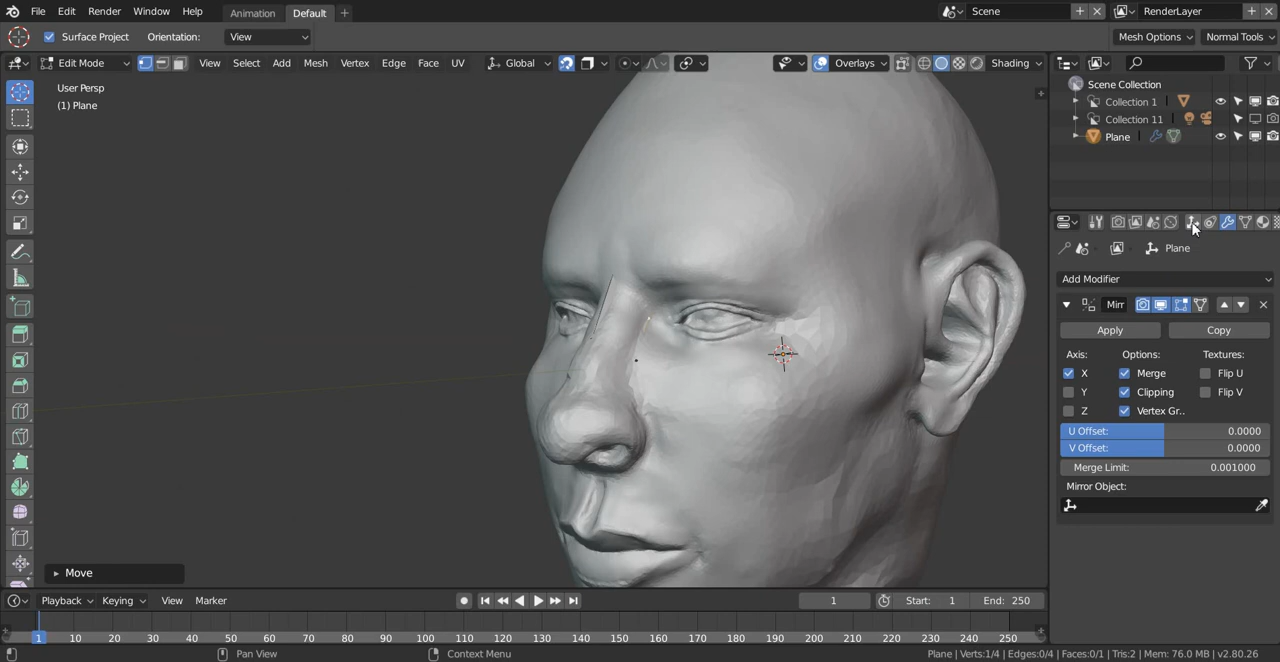 File Edit Render Window Help Animation Default + Scene RenderLayer
Surface Project Orientation: View Mesh Options Normal Tools
Edit Mode View Select Add Mesh Vertex Edge Face UV Global Overlays Shading
User Persp
(1) Plane
Scene Collection
Collection 1
Collection 11
Plane
Plane
Add Modifier
Mirr
Apply Copy
Axis: Options: Textures:
X Merge Flip U
Y Clipping Flip V
Z Vertex Gr..
U Offset: 0.0000
V Offset: 0.0000
Merge Limit: 0.001000
Mirror Object:
Move
Playback Keying View Marker 1 Start: 1 End: 250
1 10 20 30 40 50 60 70 80 90 100 110 120 130 140 150 160 170 180 190 200 210 220 230 240 250
Pan View Context Menu Plane | Verts:1/4 | Edges:0/4 | Faces:0/1 | Tris:2 | Mem: 76.0 MB | v2.80.26